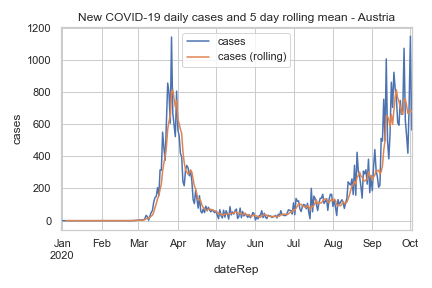 New COVID-19 daily cases and 5 day rolling mean - Austria
cases
cases (rolling)
cases
1200
1000
800
600
400
200
0
Jan Feb Mar Apr May Jun Jul Aug Sep Oct
2020
dateRep